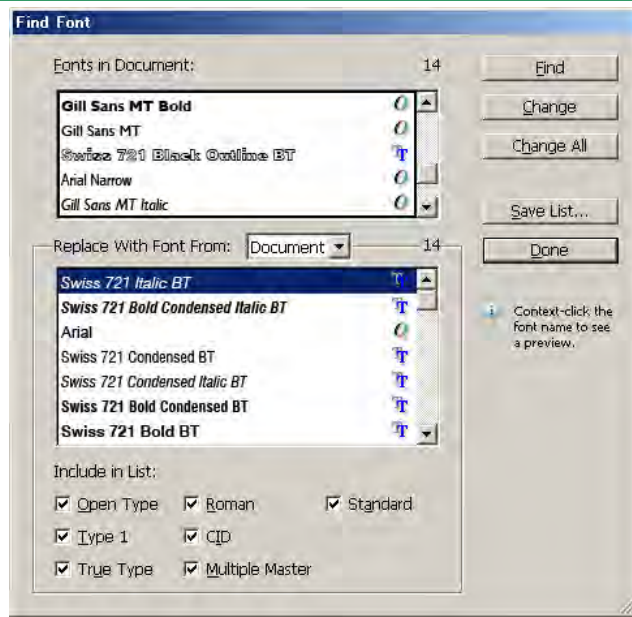 Find Font
Fonts in Document: 14
Gill Sans MT Bold
Gill Sans MT
Swiss 721 Black Outline BT
Arial Narrow
Gill Sans MT Italic
Replace With Font From: Document 14
Swiss 721 Italic BT
Swiss 721 Bold Condensed Italic BT
Arial
Swiss 721 Condensed BT
Swiss 721 Condensed Italic BT
Swiss 721 Bold Condensed BT
Swiss 721 Bold BT
Include in List:
Open Type Roman Standard
Type 1 CID
True Type Multiple Master
Find
Change
Change All
Save List...
Done
Context-click the
font name to see
a preview.